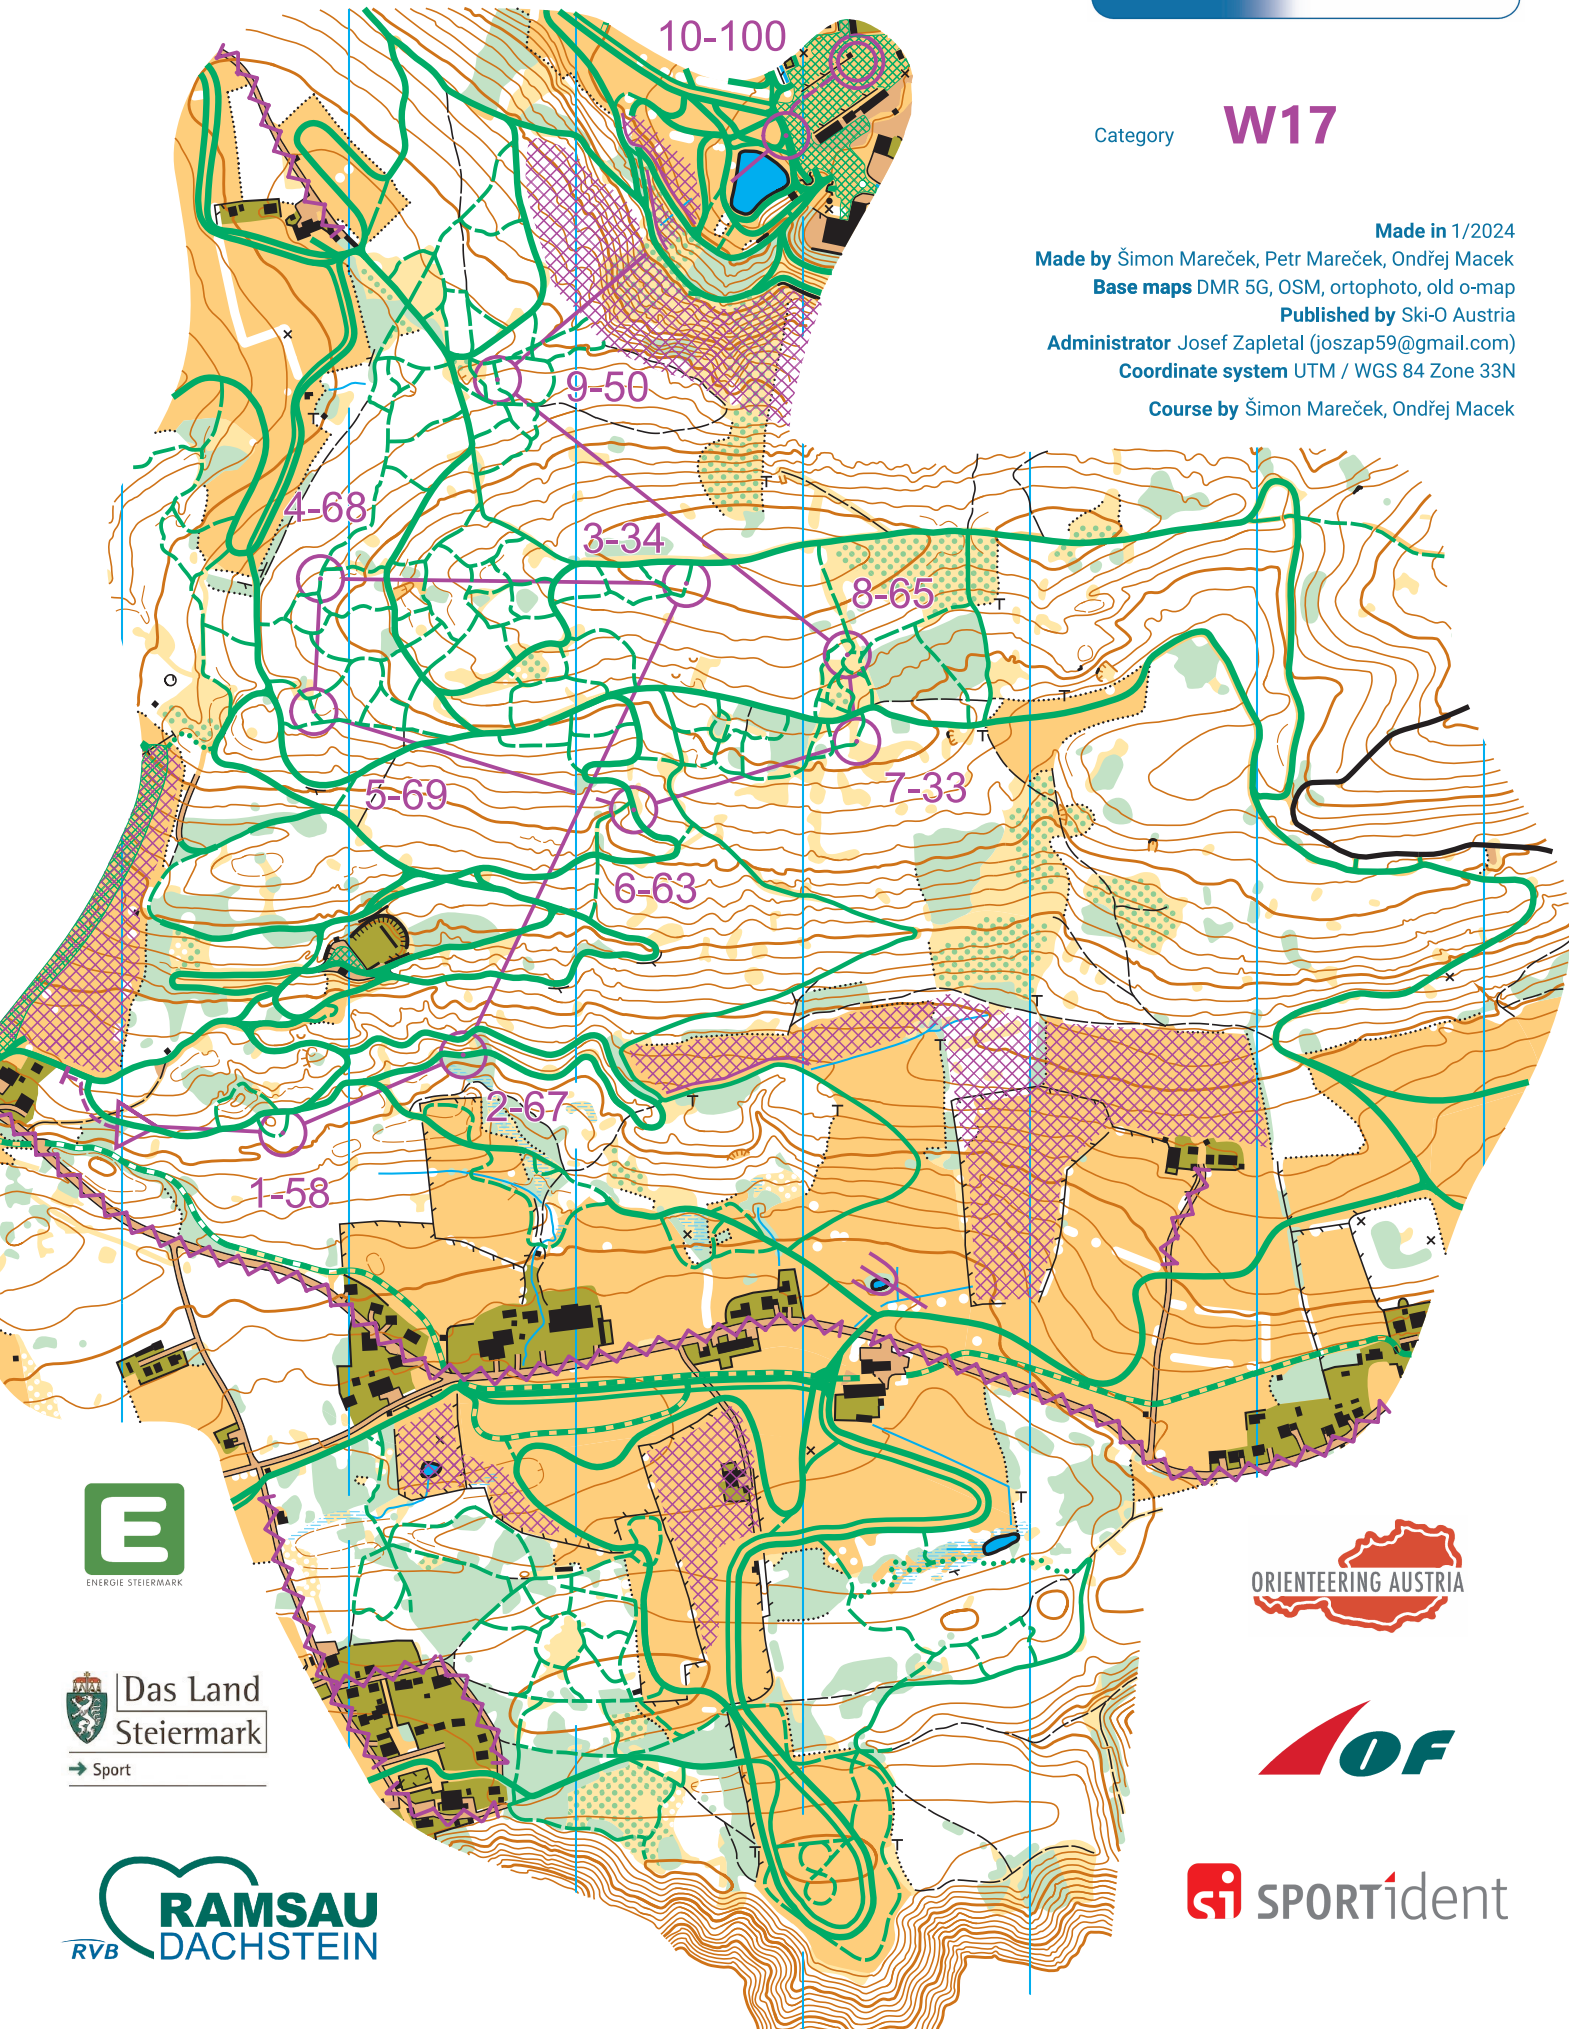 10-100
Category W17
Made in 1/2024
Made by Šimon Mareček, Petr Mareček, Ondřej Macek
Base maps DMR 5G, OSM, ortophoto, old o-map
Published by Ski-O Austria
Administrator Josef Zapletal (joszap59@gmail.com)
Coordinate system UTM / WGS 84 Zone 33N
Course by Šimon Mareček, Ondřej Macek
9-50
4-68
3-34
8-65
5-69
7-33
6-63
2-67
1-58
E
ENERGIE STEIERMARK
ORIENTEERING AUSTRIA
Das Land
Steiermark
→ Sport
IOF
RAMSAU
RVB DACHSTEIN
si SPORTident